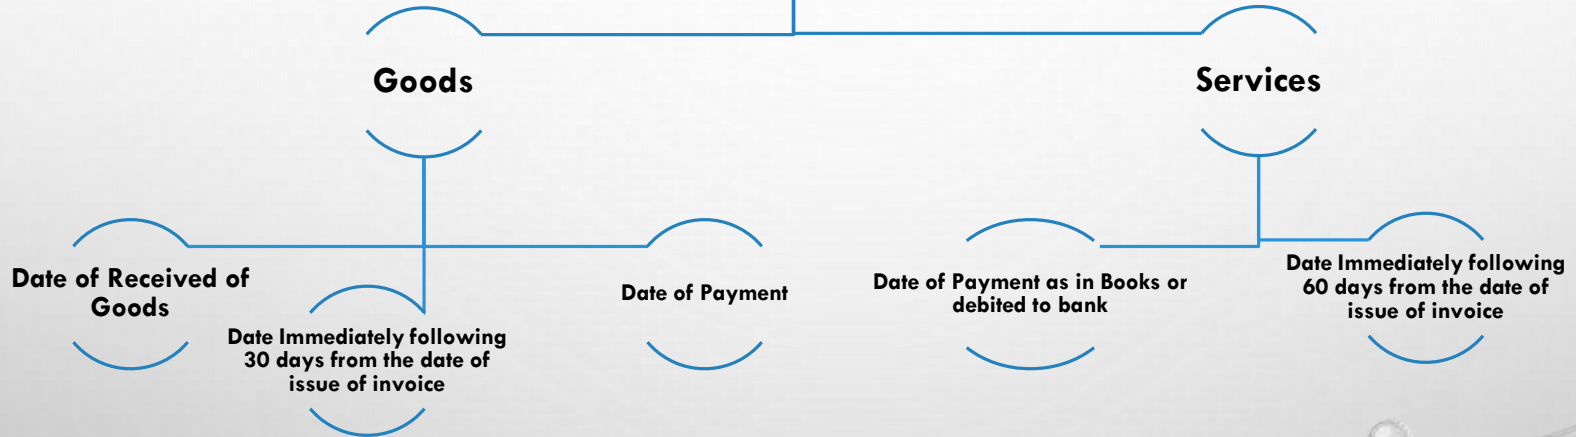 Goods
Services
Date of Received of
Goods
Date Immediately following
30 days from the date of
issue of invoice
Date of Payment
Date of Payment as in Books or
debited to bank
Date Immediately following
60 days from the date of
issue of invoice